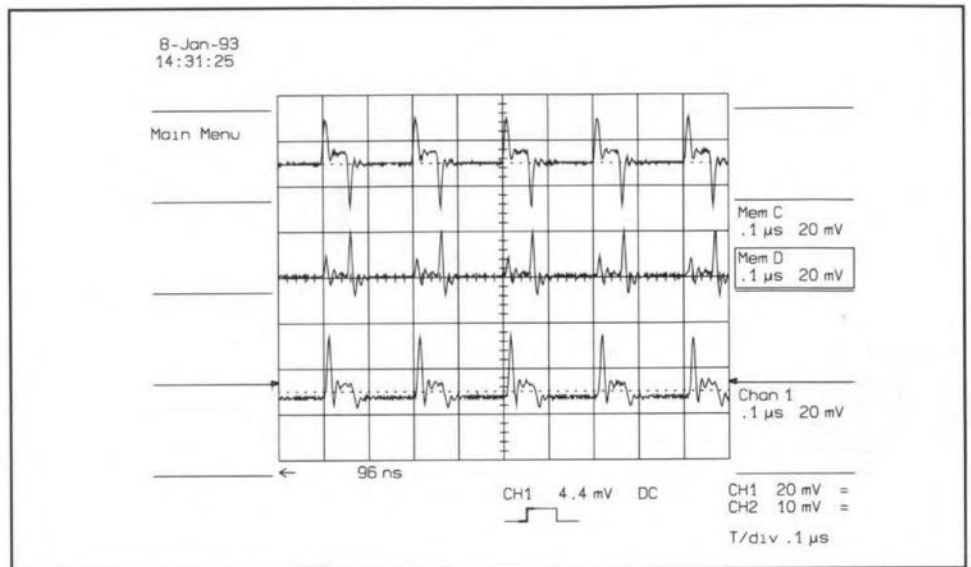 8-Jan-93
14:31:25
Main Menu
Mem C
.1 µs 20 mV
Mem D
.1 µs 20 mV
Chan 1
.1 µs 20 mV
← 96 ns
CH1 4.4 mV DC
CH1 20 mV =
CH2 10 mV =
T/div .1 µs